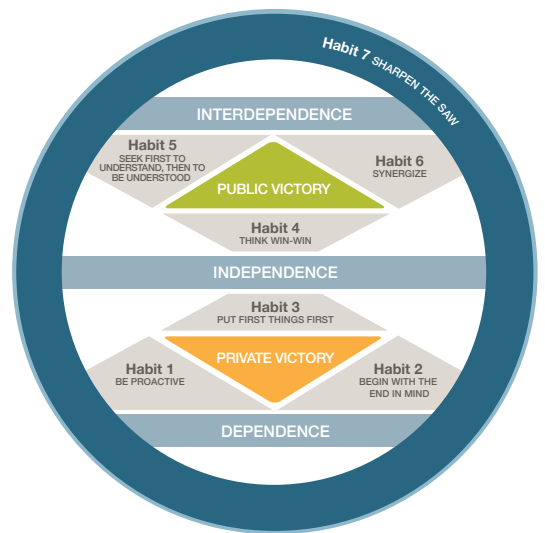 Habit 7 SHARPEN THE SAW
INTERDEPENDENCE
Habit 5
SEEK FIRST TO
UNDERSTAND, THEN TO
BE UNDERSTOOD
Habit 6
SYNERGIZE
PUBLIC VICTORY
Habit 4
THINK WIN-WIN
INDEPENDENCE
Habit 3
PUT FIRST THINGS FIRST
PRIVATE VICTORY
Habit 1
BE PROACTIVE
Habit 2
BEGIN WITH THE
END IN MIND
DEPENDENCE